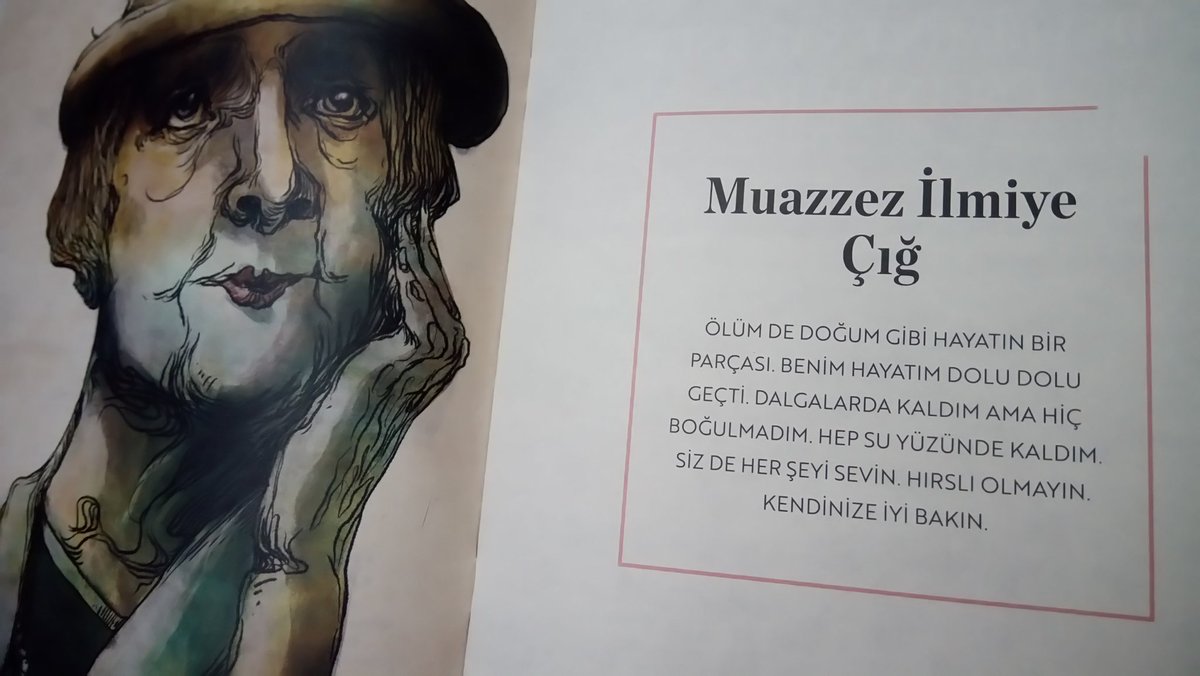 Muazzez İlmiye
Çığ
ÖLÜM DE DOĞUM GİBİ HAYATIN BİR
PARÇASI. BENİM HAYATIM DOLU DOLU
GEÇTİ. DALGALARDA KALDIM AMA HİÇ
BOĞULMADIM. HEP SU YÜZÜNDE KALDIM.
SİZ DE HER ŞEYİ SEVİN. HIRSLI OLMAYIN.
KENDİNİZE İYİ BAKIN.